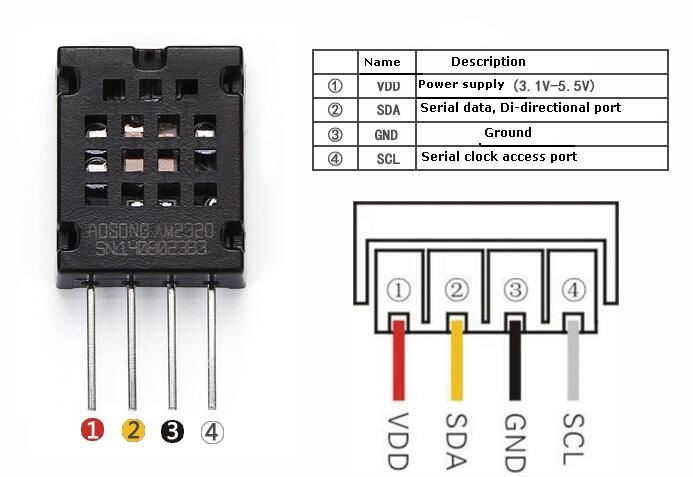 AOSONG AM2320
SN:140802383
① ② ③ ④
Name Description
① VDD Power supply (3.1V-5.5V)
② SDA Serial data, Di-directional port
③ GND Ground
④ SCL Serial clock access port
① ② ③ ④
VDD SDA GND SCL